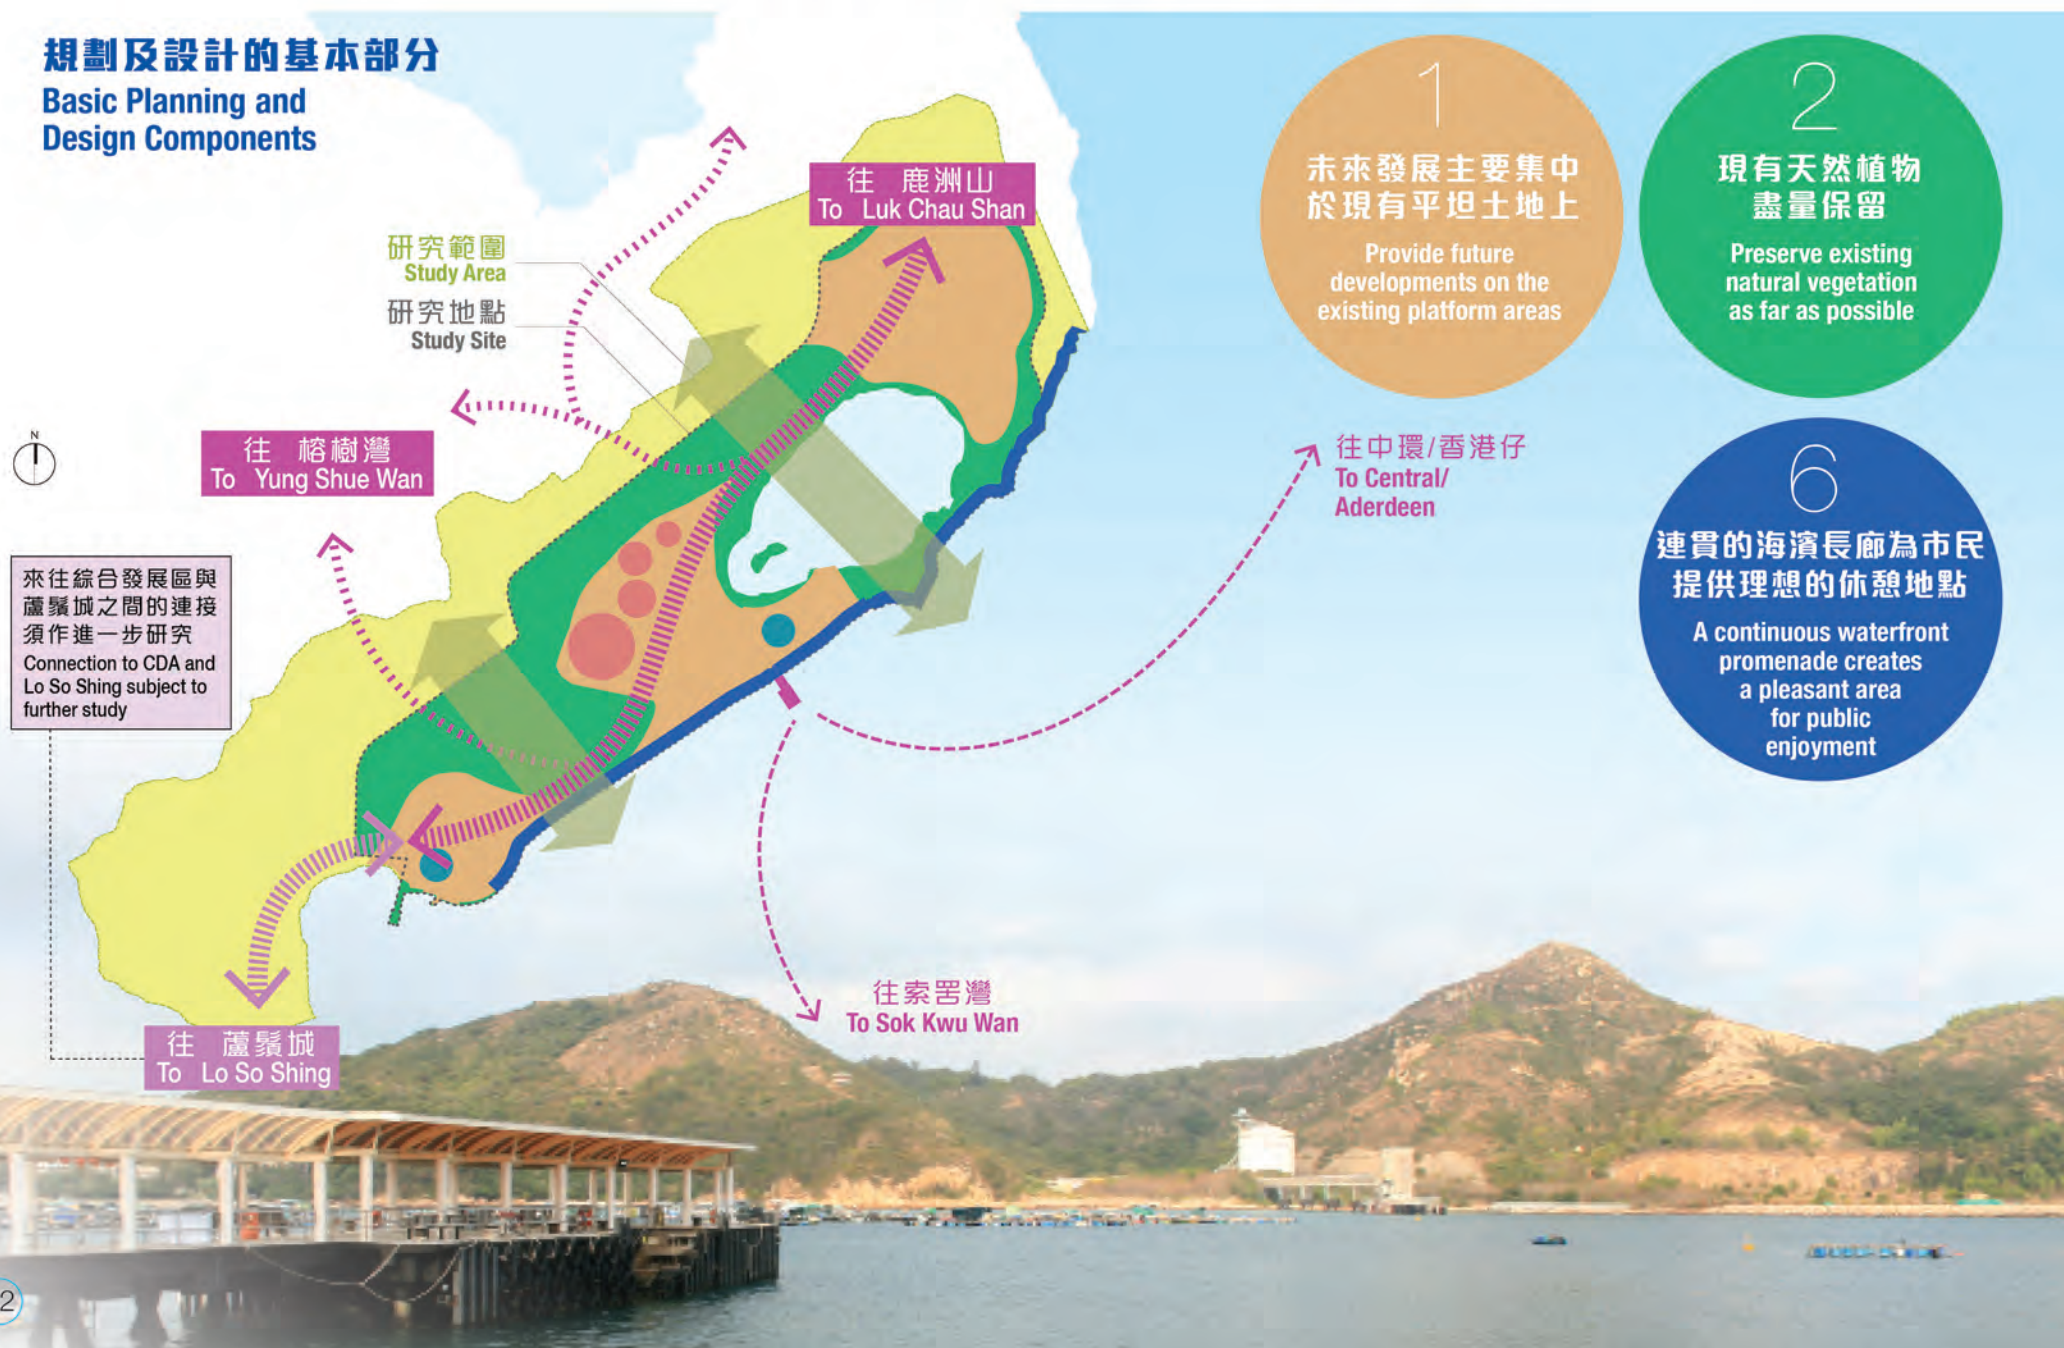 規劃及設計的基本部分
Basic Planning and
Design Components
往 鹿洲山
To Luk Chau Shan
研究範圍
Study Area
研究地點
Study Site
N
往 榕樹灣
To Yung Shue Wan
來往綜合發展區與
蘆鬚城之間的連接
須作進一步研究
Connection to CDA and
Lo So Shing subject to
further study
往 蘆鬚城
To Lo So Shing
往索罟灣
To Sok Kwu Wan
往中環/香港仔
To Central/
Aderdeen
1
未來發展主要集中
於現有平坦土地上
Provide future
developments on the
existing platform areas
2
現有天然植物
盡量保留
Preserve existing
natural vegetation
as far as possible
6
連貫的海濱長廊為市民
提供理想的休憩地點
A continuous waterfront
promenade creates
a pleasant area
for public
enjoyment
2